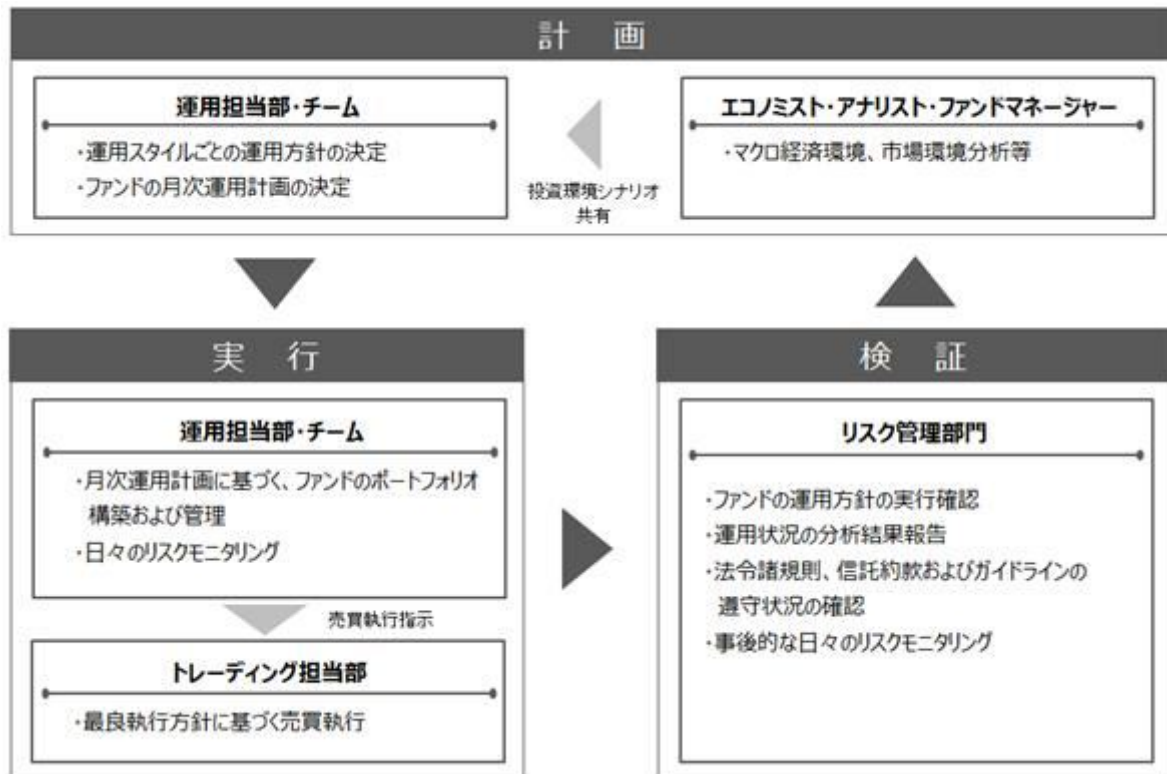 計 画
運用担当部・チーム
・運用スタイルごとの運用方針の決定
・ファンドの月次運用計画の決定
投資環境シナリオ
共有
エコノミスト・アナリスト・ファンドマネージャー
・マクロ経済環境、市場環境分析等
実 行
運用担当部・チーム
・月次運用計画に基づく、ファンドのポートフォリオ
構築および管理
・日々のリスクモニタリング
売買執行指示
トレーディング担当部
・最良執行方針に基づく売買執行
検 証
リスク管理部門
・ファンドの運用方針の実行確認
・運用状況の分析結果報告
・法令諸規則、信託約款およびガイドラインの
遵守状況の確認
・事後的な日々のリスクモニタリング